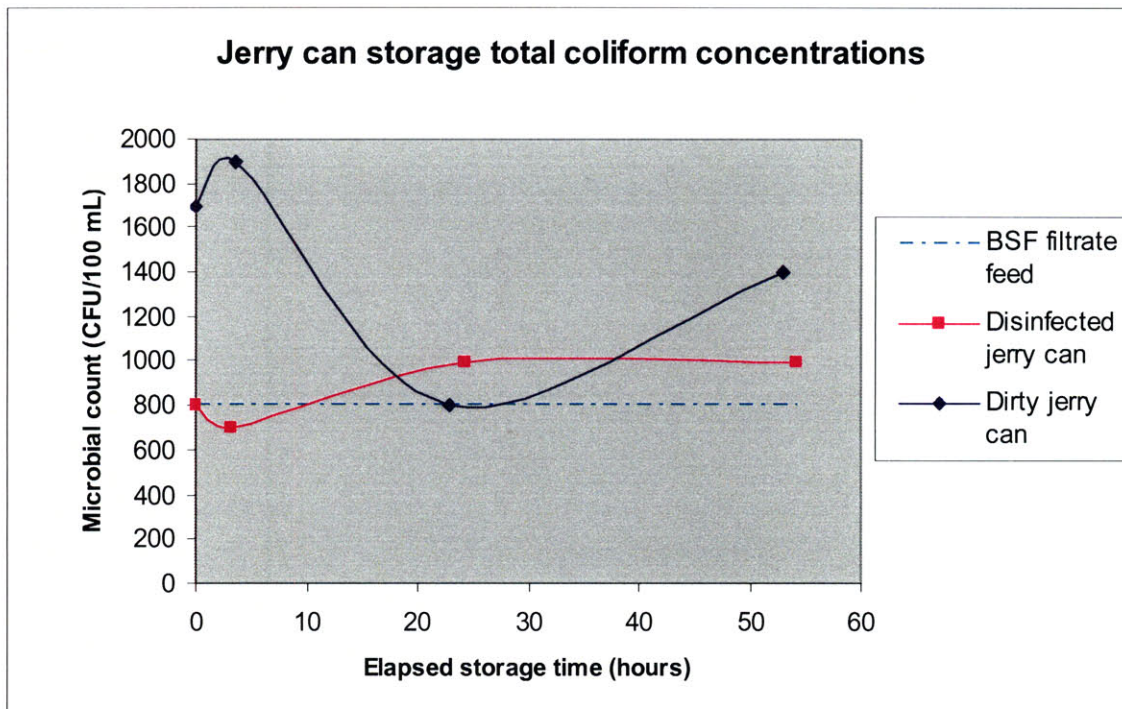 Jerry can storage total coliform concentrations
Microbial count (CFU/100 mL)
2000
1800
1600
1400
1200
1000
800
600
400
200
0
0 10 20 30 40 50 60
Elapsed storage time (hours)
BSF filtrate
feed
Disinfected
jerry can
Dirty jerry
can